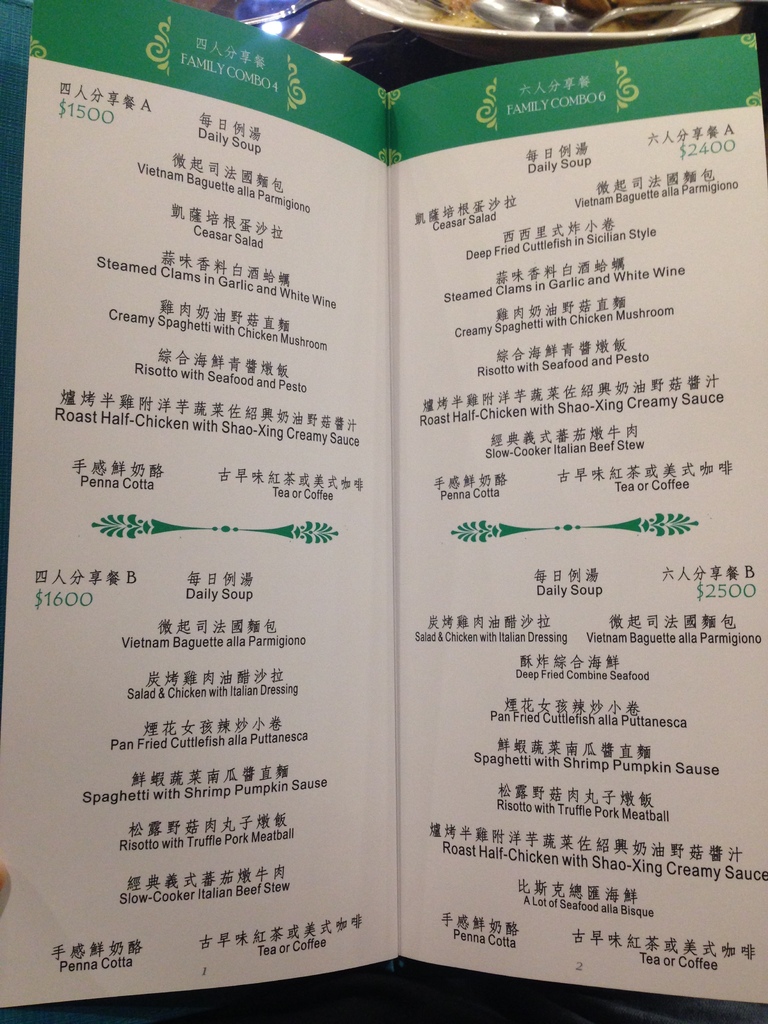 四人分享餐
FAMILY COMBO 4
四人分享餐 A
$1500
每日例湯
Daily Soup
微起司法國麵包
Vietnam Baguette alla Parmigiono
凱薩培根蛋沙拉
Ceasar Salad
蒜味香料白酒蛤蠣
Steamed Clams in Garlic and White Wine
雞肉奶油野菇直麵
Creamy Spaghetti with Chicken Mushroom
綜合海鮮青醬燉飯
Risotto with Seafood and Pesto
爐烤半雞附洋芋蔬菜佐紹興奶油野菇醬汁
Roast Half-Chicken with Shao-Xing Creamy Sauce
手感鮮奶酪
Penna Cotta
古早味紅茶或美式咖啡
Tea or Coffee
四人分享餐 B
$1600
每日例湯
Daily Soup
微起司法國麵包
Vietnam Baguette alla Parmigiono
炭烤雞肉油醋沙拉
Salad & Chicken with Italian Dressing
煙花女孩辣炒小卷
Pan Fried Cuttlefish alla Puttanesca
鮮蝦蔬菜南瓜醬直麵
Spaghetti with Shrimp Pumpkin Sause
松露野菇肉丸子燉飯
Risotto with Truffle Pork Meatball
經典義式蕃茄燉牛肉
Slow-Cooker Italian Beef Stew
手感鮮奶酪
Penna Cotta
古早味紅茶或美式咖啡
Tea or Coffee
1
六人分享餐
FAMILY COMBO 6
六人分享餐 A
$2400
每日例湯
Daily Soup
凱薩培根蛋沙拉
Ceasar Salad
微起司法國麵包
Vietnam Baguette alla Parmigiono
西西里式炸小卷
Deep Fried Cuttlefish in Sicilian Style
蒜味香料白酒蛤蠣
Steamed Clams in Garlic and White Wine
雞肉奶油野菇直麵
Creamy Spaghetti with Chicken Mushroom
綜合海鮮青醬燉飯
Risotto with Seafood and Pesto
爐烤半雞附洋芋蔬菜佐紹興奶油野菇醬汁
Roast Half-Chicken with Shao-Xing Creamy Sauce
經典義式蕃茄燉牛肉
Slow-Cooker Italian Beef Stew
手感鮮奶酪
Penna Cotta
古早味紅茶或美式咖啡
Tea or Coffee
六人分享餐 B
$2500
每日例湯
Daily Soup
炭烤雞肉油醋沙拉
Salad & Chicken with Italian Dressing
微起司法國麵包
Vietnam Baguette alla Parmigiono
酥炸綜合海鮮
Deep Fried Combine Seafood
煙花女孩辣炒小卷
Pan Fried Cuttlefish alla Puttanesca
鮮蝦蔬菜南瓜醬直麵
Spaghetti with Shrimp Pumpkin Sause
松露野菇肉丸子燉飯
Risotto with Truffle Pork Meatball
爐烤半雞附洋芋蔬菜佐紹興奶油野菇醬汁
Roast Half-Chicken with Shao-Xing Creamy Sauce
比斯克總匯海鮮
A Lot of Seafood alla Bisque
手感鮮奶酪
Penna Cotta
古早味紅茶或美式咖啡
Tea or Coffee
2